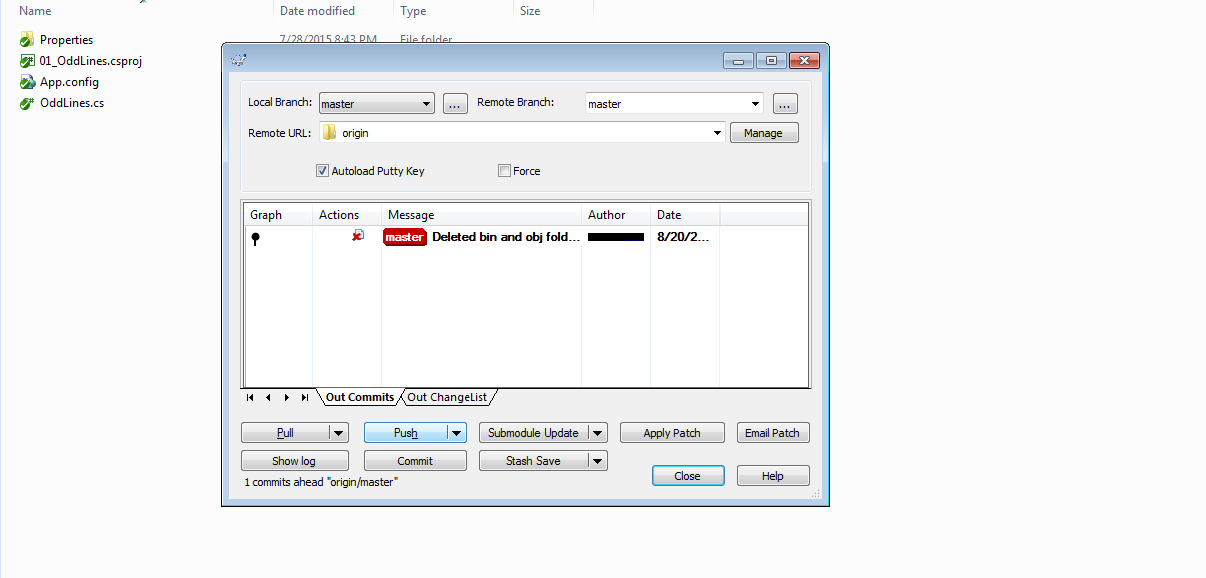 Name Date modified Type Size
Properties 7/28/2015 8:43 PM File folder
01_OddLines.csproj
App.config
OddLines.cs
Local Branch: master ... Remote Branch: master ...
Remote URL: origin Manage
Autoload Putty Key Force
Graph Actions Message Author Date
master Deleted bin and obj fold... 8/20/2...
Out Commits Out ChangeList
Pull Push Submodule Update Apply Patch Email Patch
Show log Commit Stash Save
Close Help
1 commits ahead "origin/master"